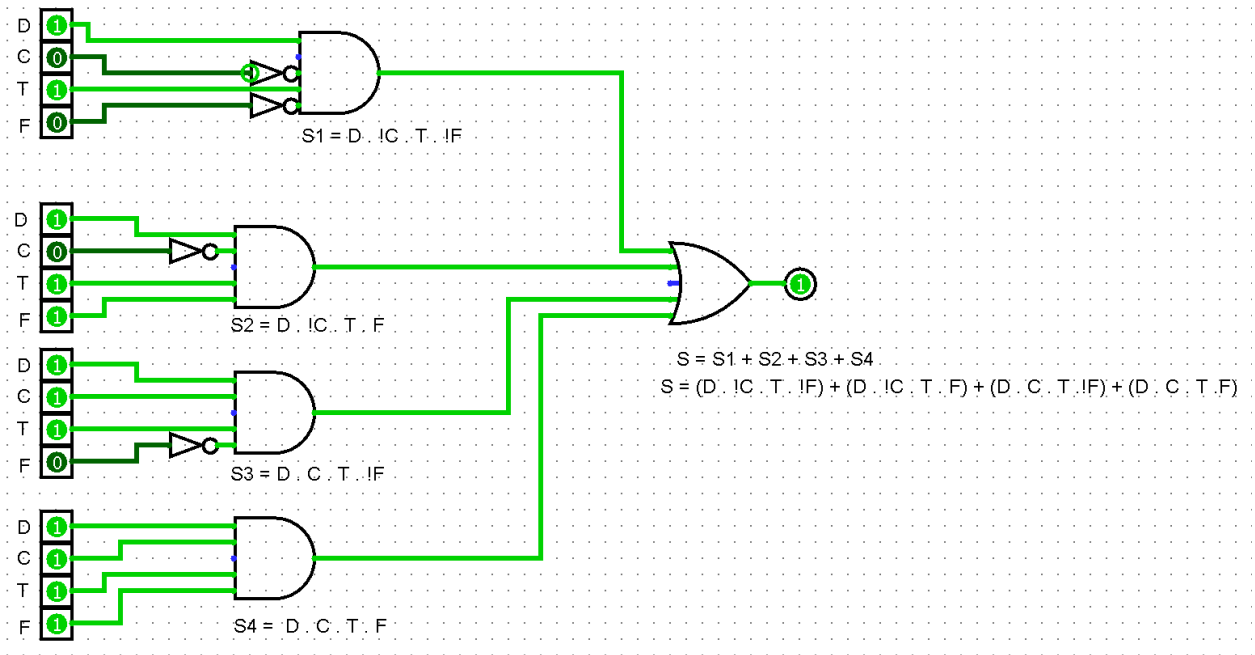 D 1
C 0
T 1
F 0
S1 = D . !C . T . !F
D 1
C 0
T 1
F 1
S2 = D . !C . T . F
1
D 1
C 1
T 1
F 0
S3 = D . C . T . !F
S = S1 + S2 + S3 + S4
S = (D . !C . T . !F) + (D . !C . T . F) + (D . C . T . !F) + (D . C . T . F)
D 1
C 1
T 1
F 1
S4 = D . C . T . F